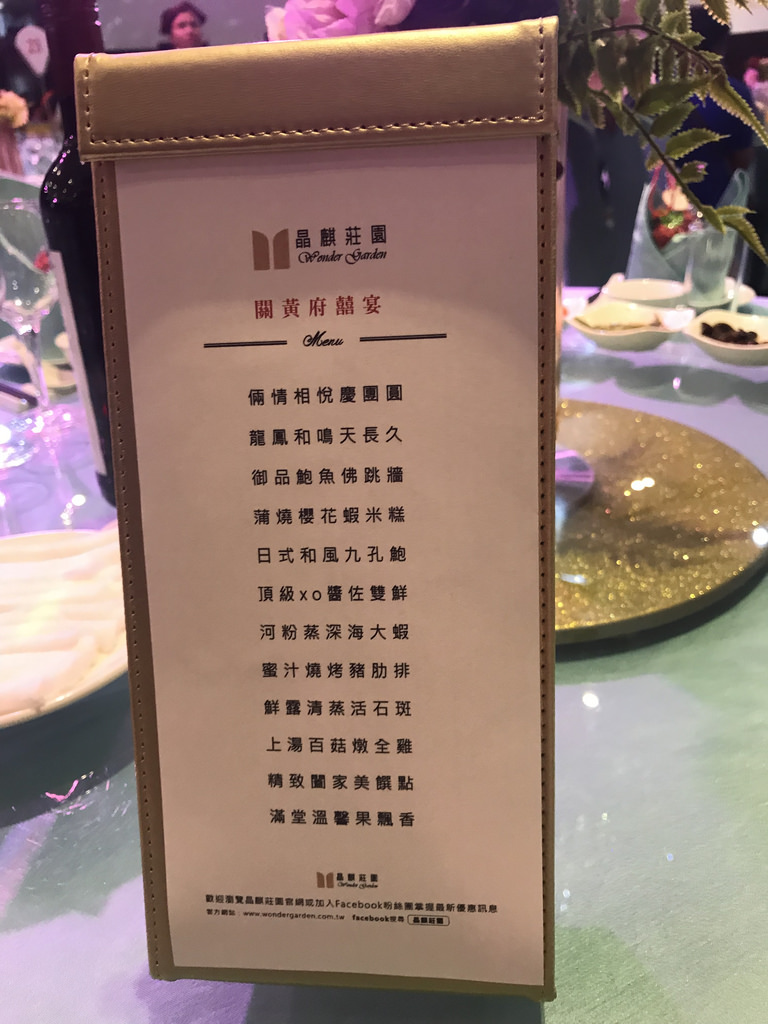 晶麒莊園
Wonder Garden
關黃府囍宴
Menu
倆情相悅慶團圓
龍鳳和鳴天長久
御品鮑魚佛跳牆
蒲燒櫻花蝦米糕
日式和風九孔鮑
頂級xo醬佐雙鮮
河粉蒸深海大蝦
蜜汁燒烤豬肋排
鮮露清蒸活石斑
上湯百菇燉全雞
精致闔家美饌點
滿堂溫馨果飄香
晶麒莊園
Wonder Garden
歡迎瀏覽晶麒莊園官網或加入Facebook粉絲團掌握最新優惠訊息
官方網站：www.wondergarden.com.tw facebook搜尋 晶麒莊園